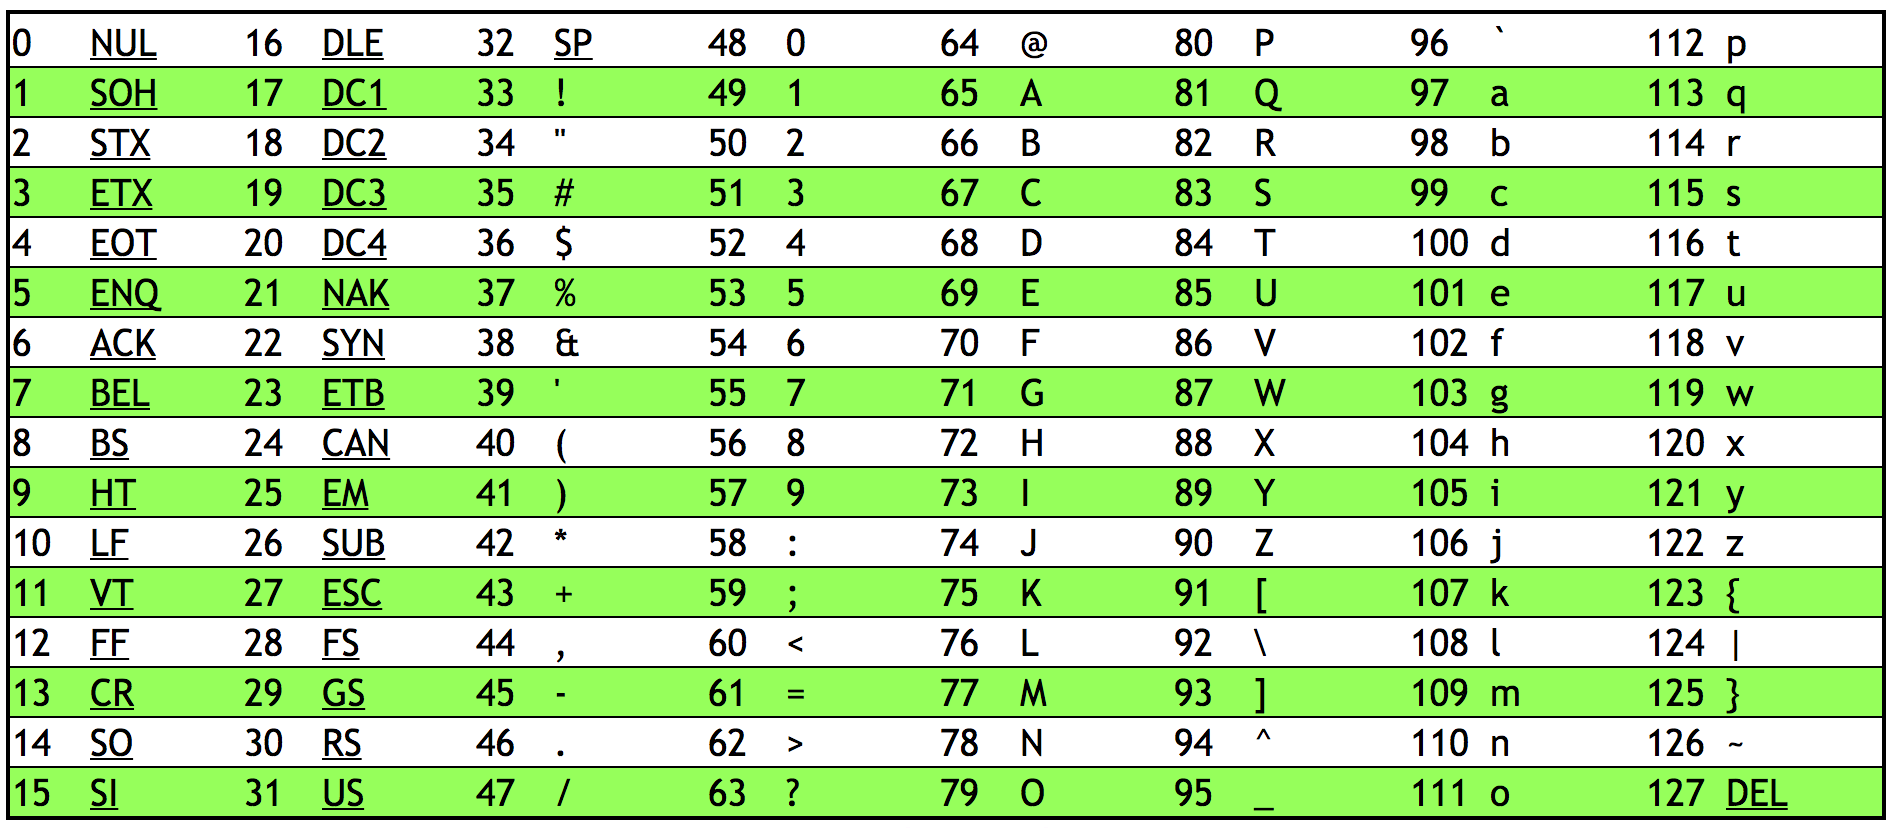 0 NUL 16 DLE 32 SP 48 0 64 @ 80 P 96 ` 112 p
1 SOH 17 DC1 33 ! 49 1 65 A 81 Q 97 a 113 q
2 STX 18 DC2 34 " 50 2 66 B 82 R 98 b 114 r
3 ETX 19 DC3 35 # 51 3 67 C 83 S 99 c 115 s
4 EOT 20 DC4 36 $ 52 4 68 D 84 T 100 d 116 t
5 ENQ 21 NAK 37 % 53 5 69 E 85 U 101 e 117 u
6 ACK 22 SYN 38 & 54 6 70 F 86 V 102 f 118 v
7 BEL 23 ETB 39 ' 55 7 71 G 87 W 103 g 119 w
8 BS 24 CAN 40 ( 56 8 72 H 88 X 104 h 120 x
9 HT 25 EM 41 ) 57 9 73 I 89 Y 105 i 121 y
10 LF 26 SUB 42 * 58 : 74 J 90 Z 106 j 122 z
11 VT 27 ESC 43 + 59 ; 75 K 91 [ 107 k 123 {
12 FF 28 FS 44 , 60 < 76 L 92 \ 108 l 124 |
13 CR 29 GS 45 - 61 = 77 M 93 ] 109 m 125 }
14 SO 30 RS 46 . 62 > 78 N 94 ^ 110 n 126 ~
15 SI 31 US 47 / 63 ? 79 O 95 _ 111 o 127 DEL